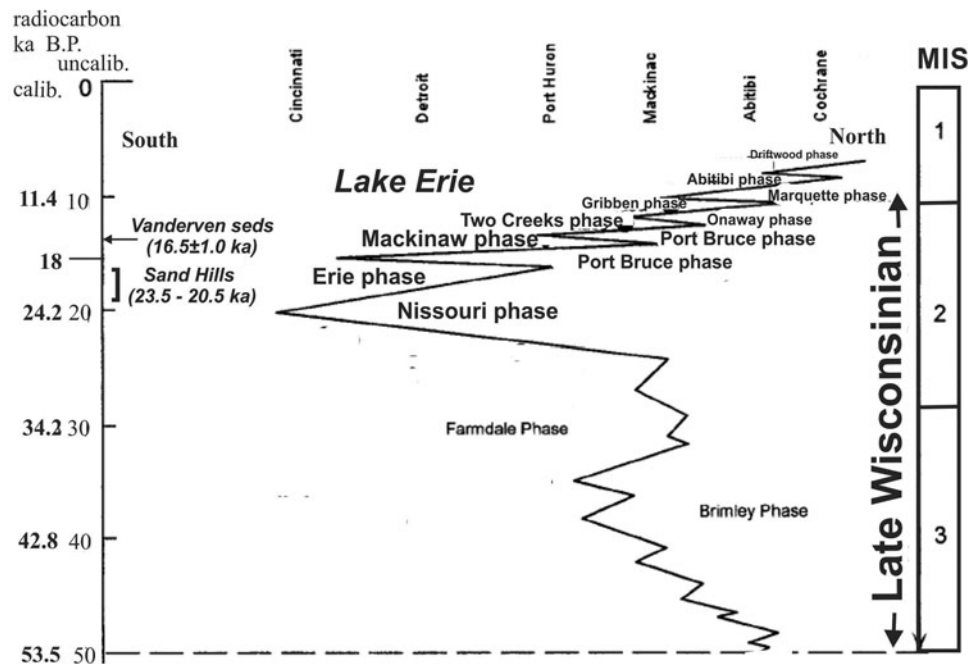 radiocarbon
ka B.P.
uncalib.
calib.
0
Cincinnati
Detroit
Port Huron
Mackinac
Abitibi
Cochrane
MIS
South
North
1
Driftwood phase
Lake Erie
Abitibi phase
Marquette phase
11.4 10
Gribben phase
Two Creeks phase
Onaway phase
Vanderven seds
(16.5±1.0 ka)
Mackinaw phase
Port Bruce phase
18
Port Bruce phase
Sand Hills
(23.5 - 20.5 ka)
Erie phase
24.2 20
Nissouri phase
2
Late Wisconsinian
34.2 30
Farmdale Phase
Brimley Phase
42.8 40
3
53.5 50